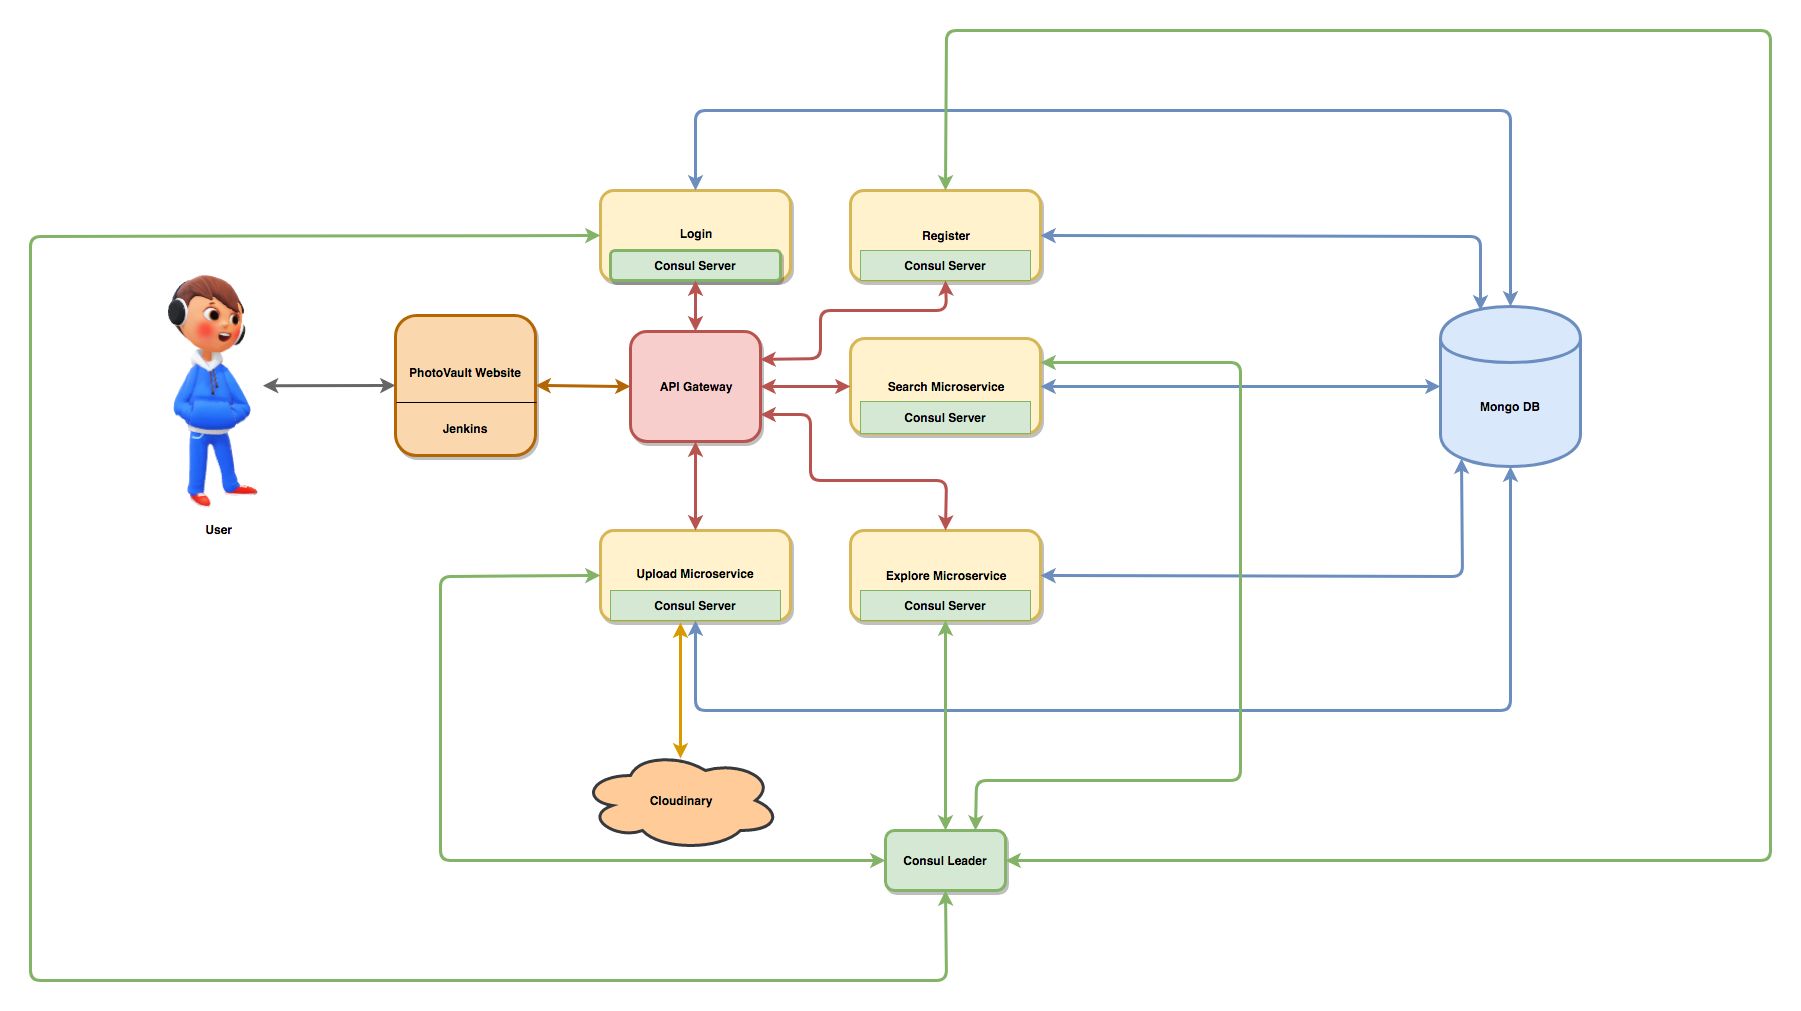 Login
Consul Server
Register
Consul Server
PhotoVault Website
Jenkins
API Gateway
Search Microservice
Consul Server
Mongo DB
User
Upload Microservice
Consul Server
Explore Microservice
Consul Server
Cloudinary
Consul Leader